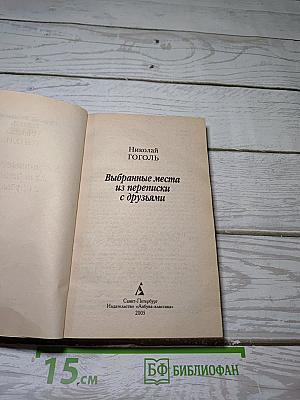 Николай
ГОГОЛЬ
Выбранные места
из переписки
с друзьями
Санкт-Петербург
Издательство «Азбука-классика»
2005
15,см
БФ БИБЛИОФАН